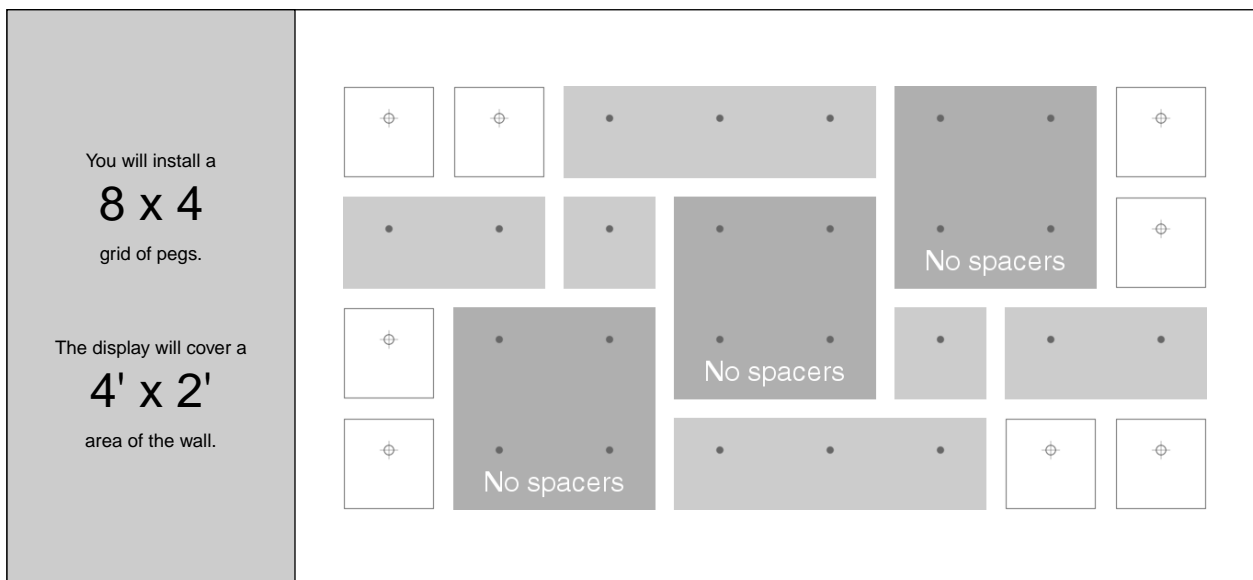 You will install a
8 x 4
grid of pegs.
The display will cover a
4' x 2'
area of the wall.
No spacers
No spacers
No spacers